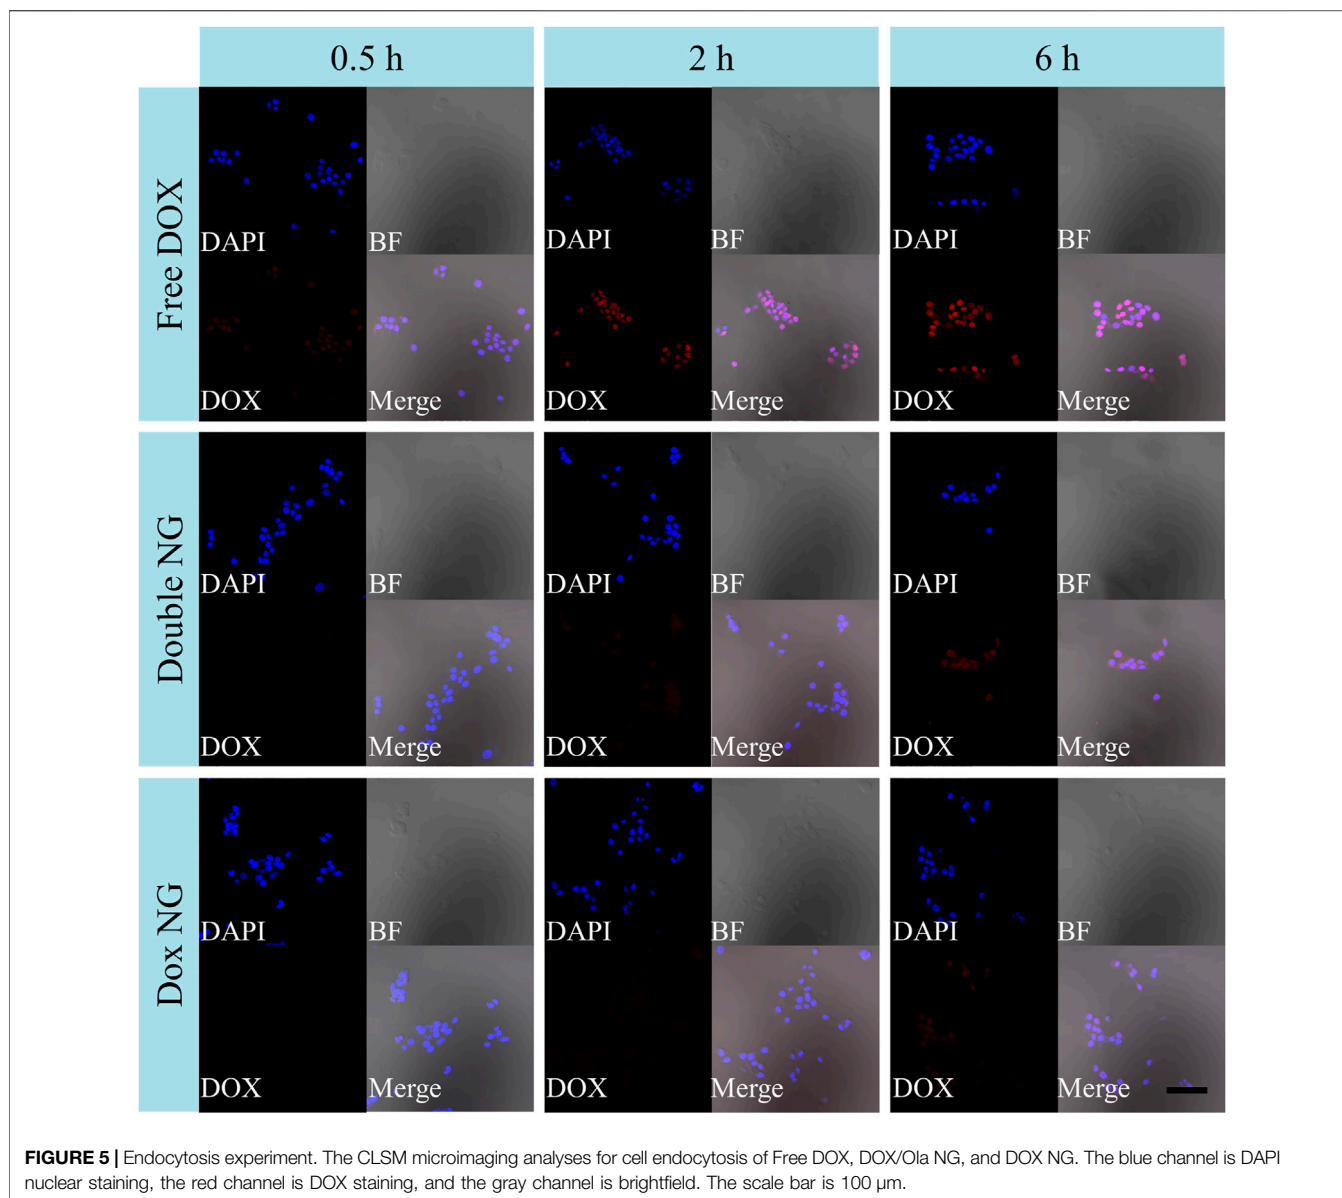 0.5 h 2 h 6 h
Free DOX
DAPI BF DAPI BF DAPI BF
DOX Merge DOX Merge DOX Merge
Double NG
DAPI BF DAPI BF DAPI BF
DOX Merge DOX Merge DOX Merge
Dox NG
DAPI BF DAPI BF DAPI BF
DOX Merge DOX Merge DOX Merge
FIGURE 5 | Endocytosis experiment. The CLSM microimaging analyses for cell endocytosis of Free DOX, DOX/Ola NG, and DOX NG. The blue channel is DAPI
nuclear staining, the red channel is DOX staining, and the gray channel is brightfield. The scale bar is 100 μm.